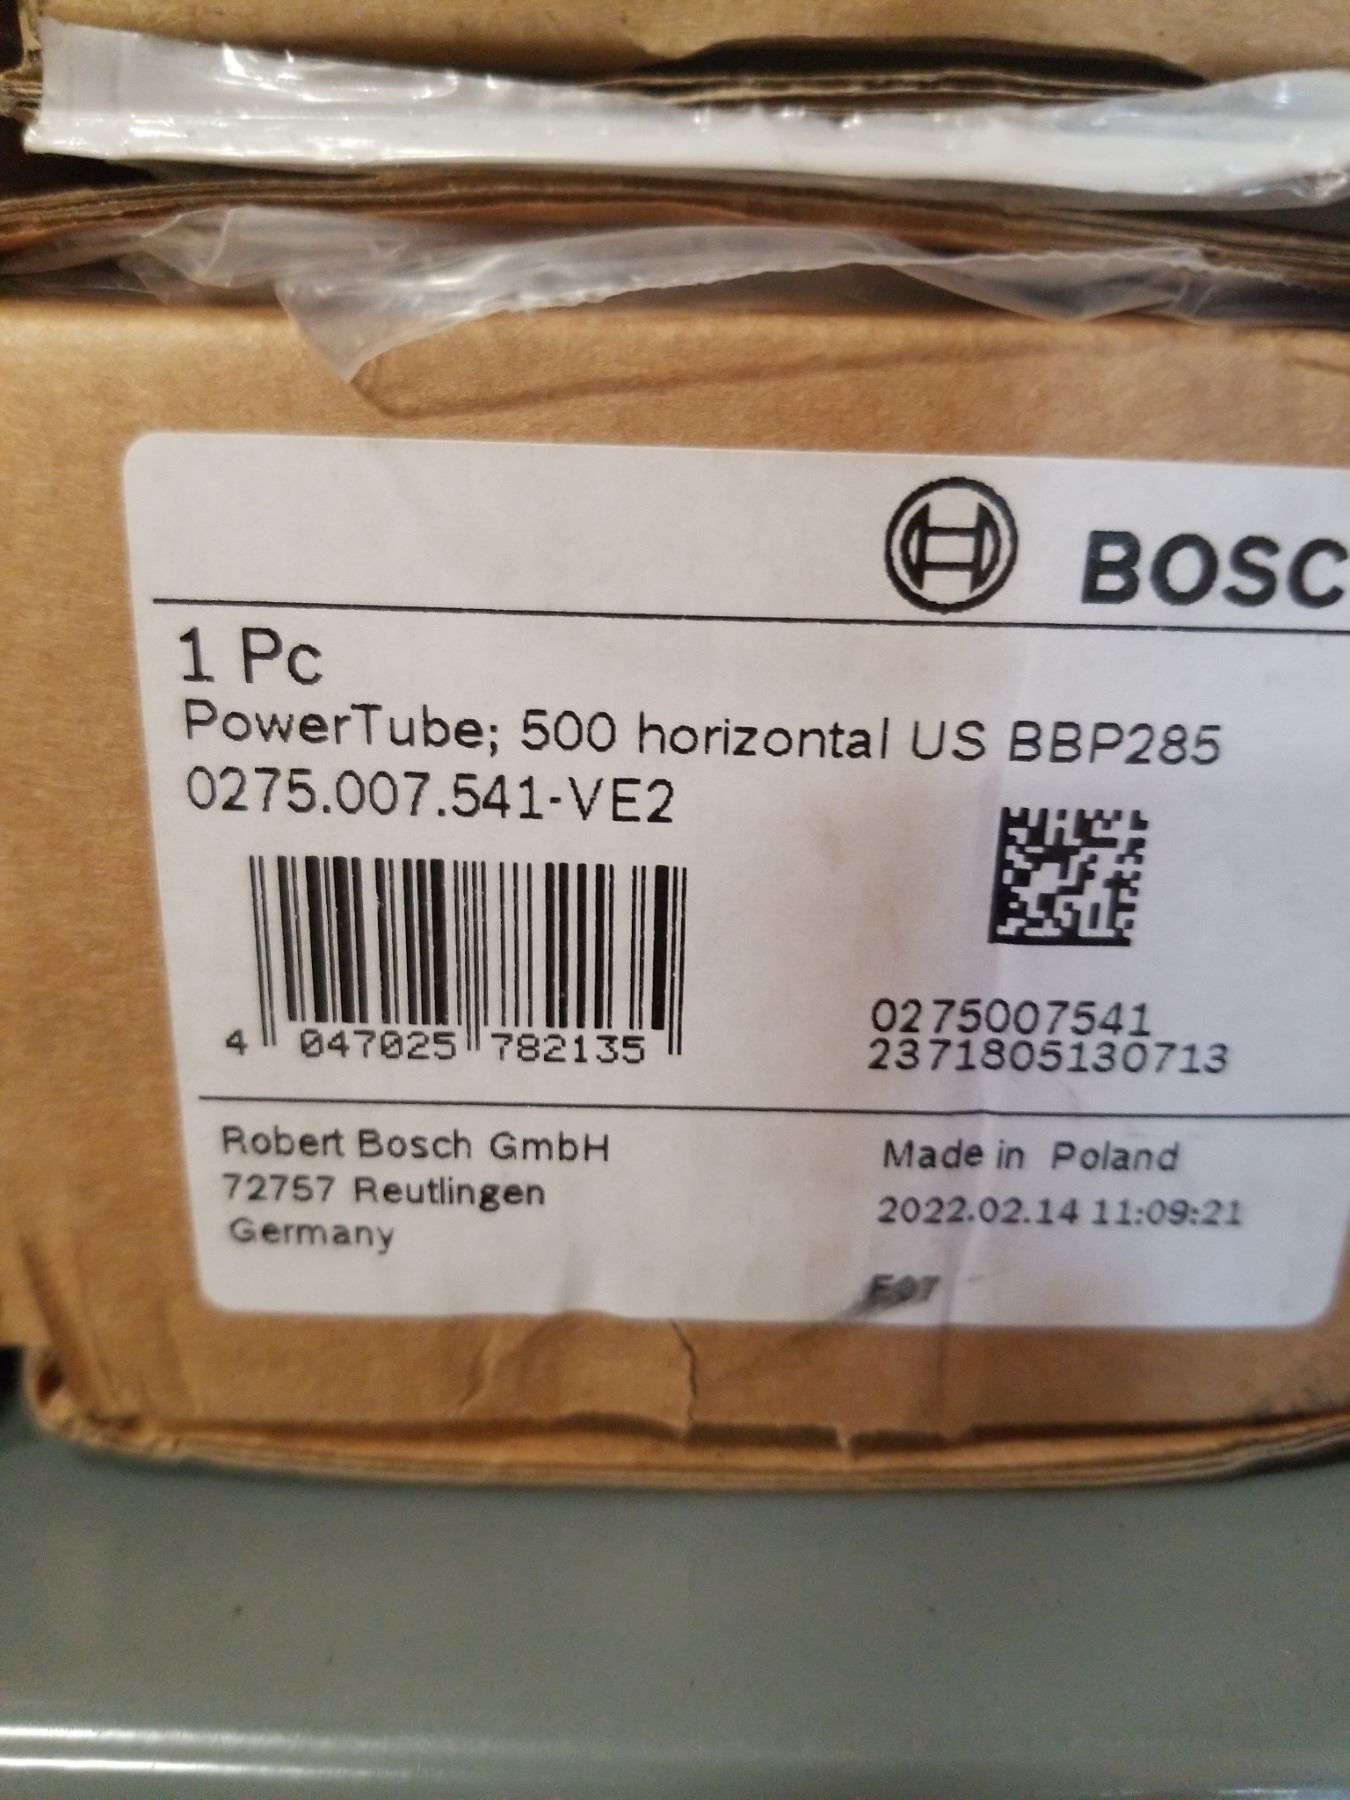 BOSC
1 Pc
PowerTube; 500 horizontal US BBP285
0275.007.541-VE2
4 047025 782135
0275007541
2371805130713
Robert Bosch GmbH
72757 Reutlingen
Germany
Made in Poland
2022.02.14 11:09:21